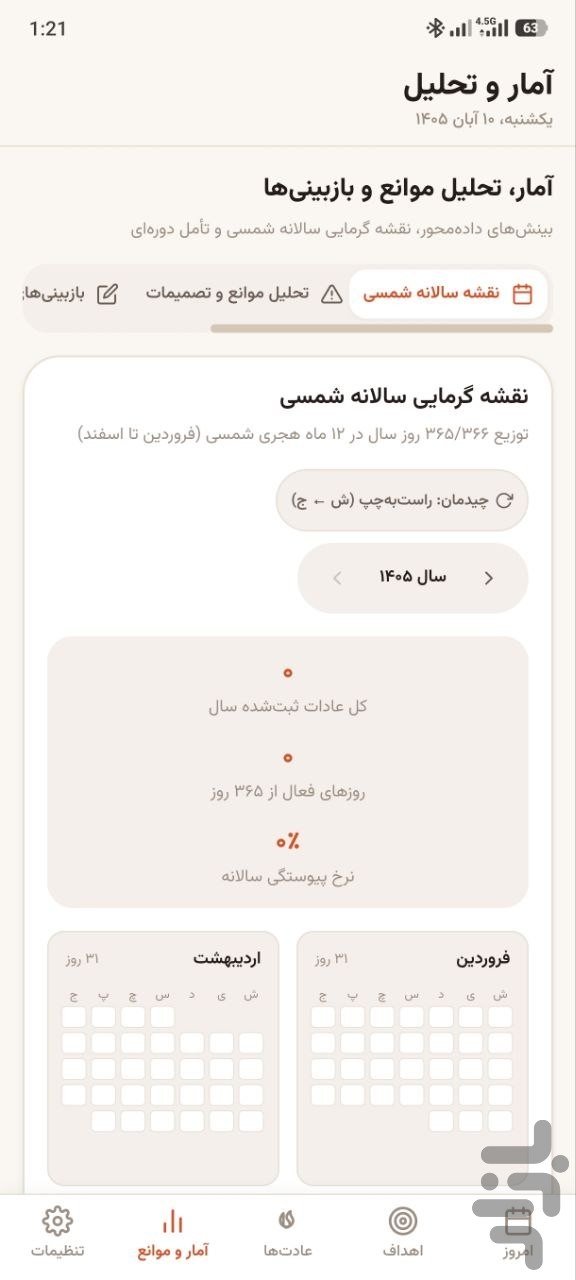 1:21
4.5G
63
آمار و تحلیل
یکشنبه، ۱۰ آبان ۱۴۰۵
آمار، تحلیل موانع و بازبینی‌ها
بینش‌های داده‌محور، نقشه گرمایی سالانه شمسی و تأمل دوره‌ای
نقشه سالانه شمسی
تحلیل موانع و تصمیمات
بازبینی‌ها
نقشه گرمایی سالانه شمسی
توزیع ۳۶۵/۳۶۶ روز سال در ۱۲ ماه هجری شمسی (فروردین تا اسفند)
چیدمان: راست‌به‌چپ (ش ← ج)
سال ۱۴۰۵
۰
کل عادات ثبت‌شده سال
۰
روزهای فعال از ۳۶۵ روز
۰٪
نرخ پیوستگی سالانه
فروردین ۳۱ روز
ش ی د س چ پ ج
اردیبهشت ۳۱ روز
ش ی د س چ پ ج
امروز
اهداف
عادت‌ها
آمار و موانع
تنظیمات